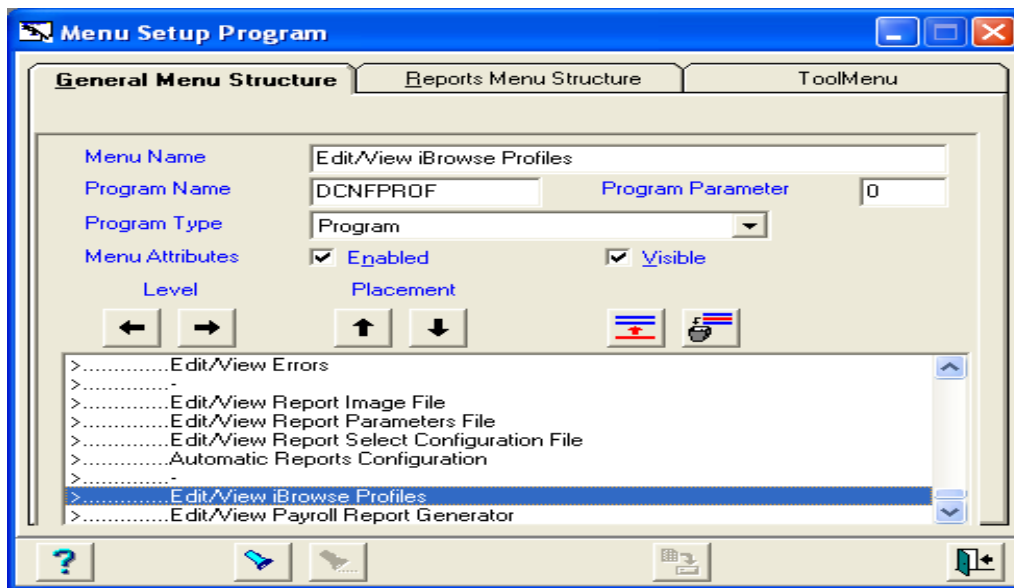 Menu Setup Program
General Menu Structure Reports Menu Structure ToolMenu
Menu Name Edit/View iBrowse Profiles
Program Name DCNFPROF Program Parameter 0
Program Type Program
Menu Attributes Enabled Visible
Level Placement
>..............Edit/View Errors
>..............-
>..............Edit/View Report Image File
>..............Edit/View Report Parameters File
>..............Edit/View Report Select Configuration File
>..............Automatic Reports Configuration
>..............-
>..............Edit/View iBrowse Profiles
>..............Edit/View Payroll Report Generator
?